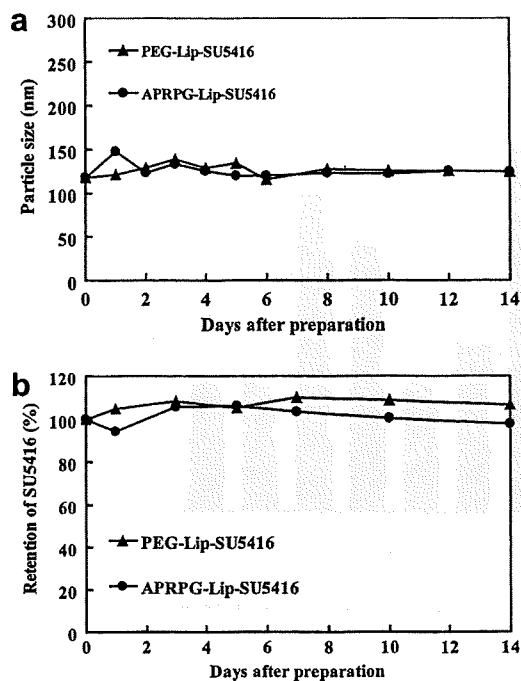 a
300
250
200
150
100
50
0
Particle size (nm)
PEG-Lip-SU5416
APRPG-Lip-SU5416
0 2 4 6 8 10 12 14
Days after preparation
b
120
100
80
60
40
20
0
Retention of SU5416 (%)
PEG-Lip-SU5416
APRPG-Lip-SU5416
0 2 4 6 8 10 12 14
Days after preparation